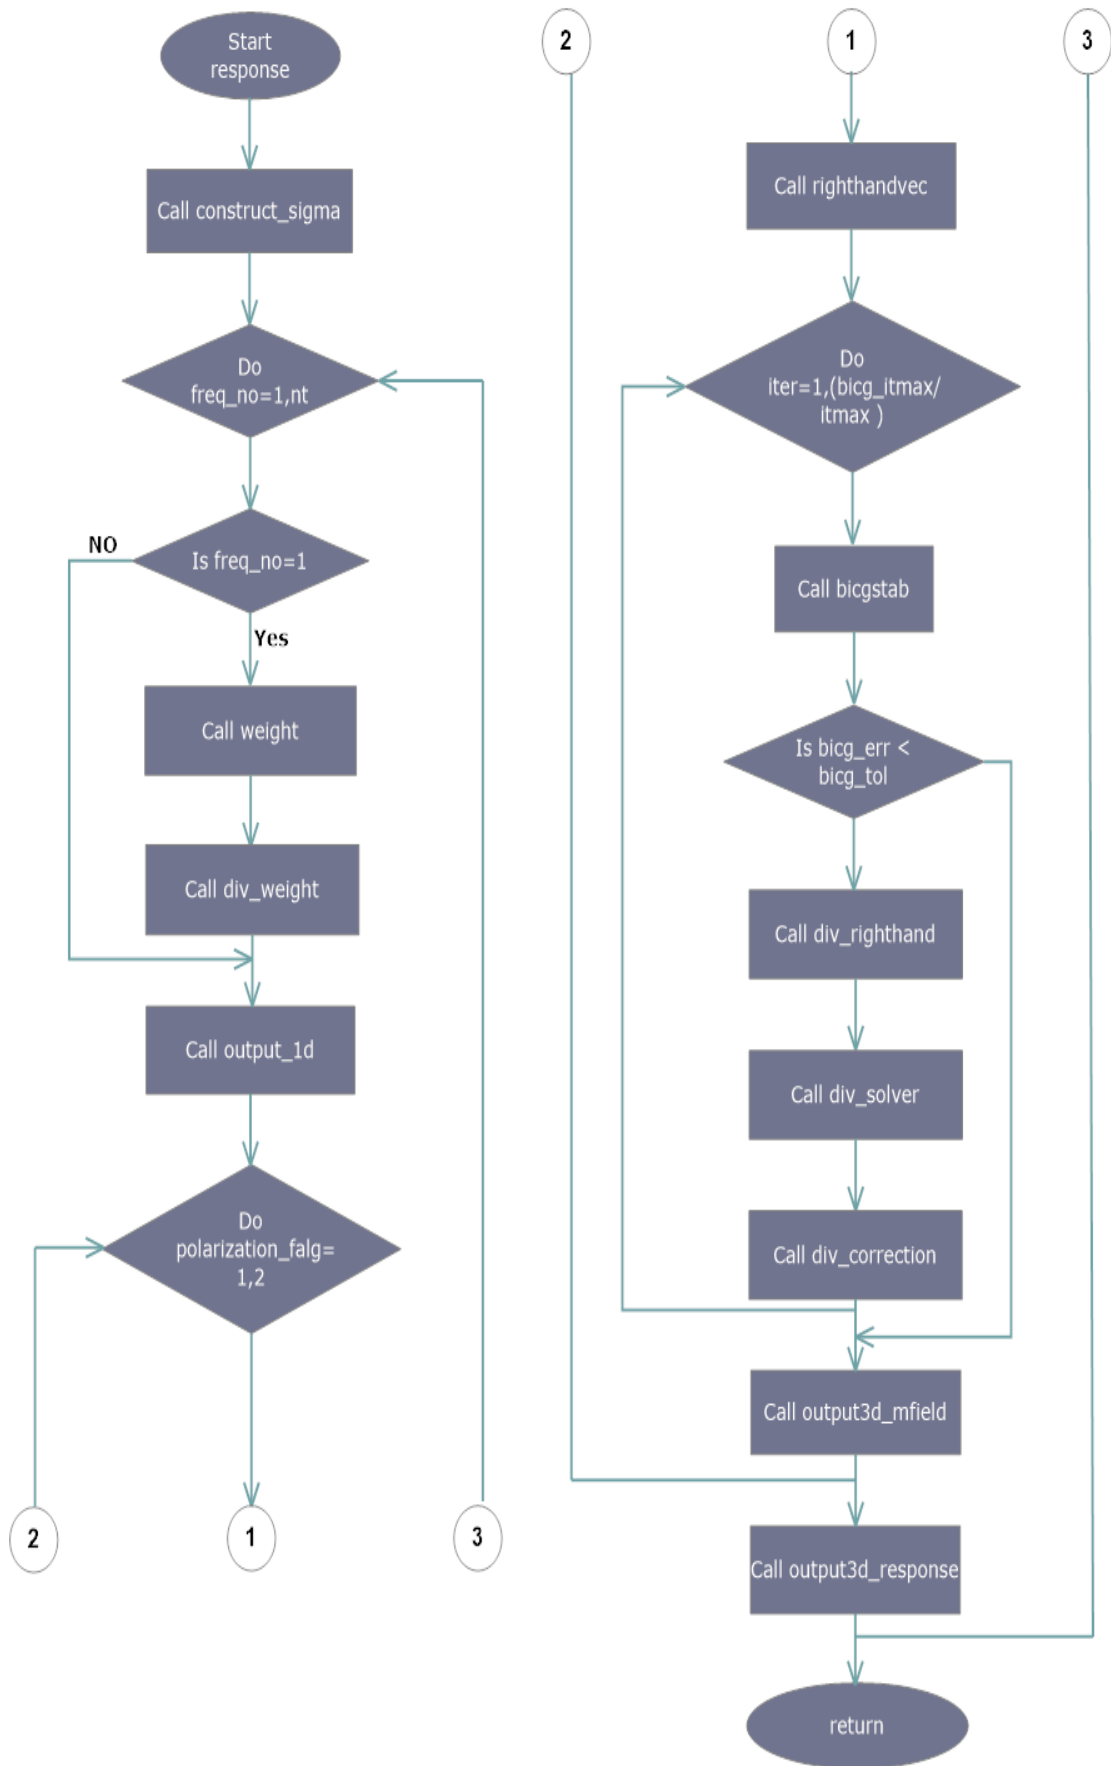 Start
response
Call construct_sigma
Do
freq_no=1,nt
NO
Is freq_no=1
Yes
Call weight
Call div_weight
Call output_1d
Do
polarization_falg=
1,2
2
1
3
2
1
3
Call righthandvec
Do
iter=1,(bicg_itmax/
itmax )
Call bicgstab
Is bicg_err <
bicg_tol
Call div_righthand
Call div_solver
Call div_correction
Call output3d_mfield
Call output3d_response
return